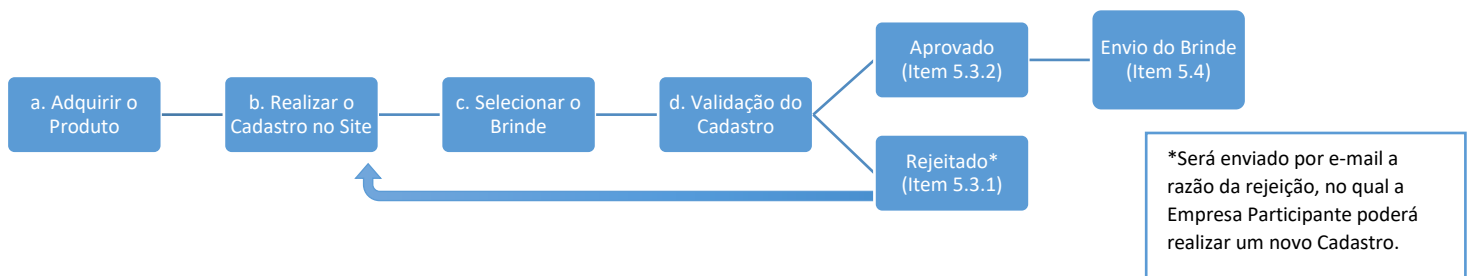 a. Adquirir o
Produto
b. Realizar o
Cadastro no Site
c. Selecionar o
Brinde
d. Validação do
Cadastro
Aprovado
(Item 5.3.2)
Envio do Brinde
(Item 5.4)
Rejeitado*
(Item 5.3.1)
*Será enviado por e-mail a
razão da rejeição, no qual a
Empresa Participante poderá
realizar um novo Cadastro.